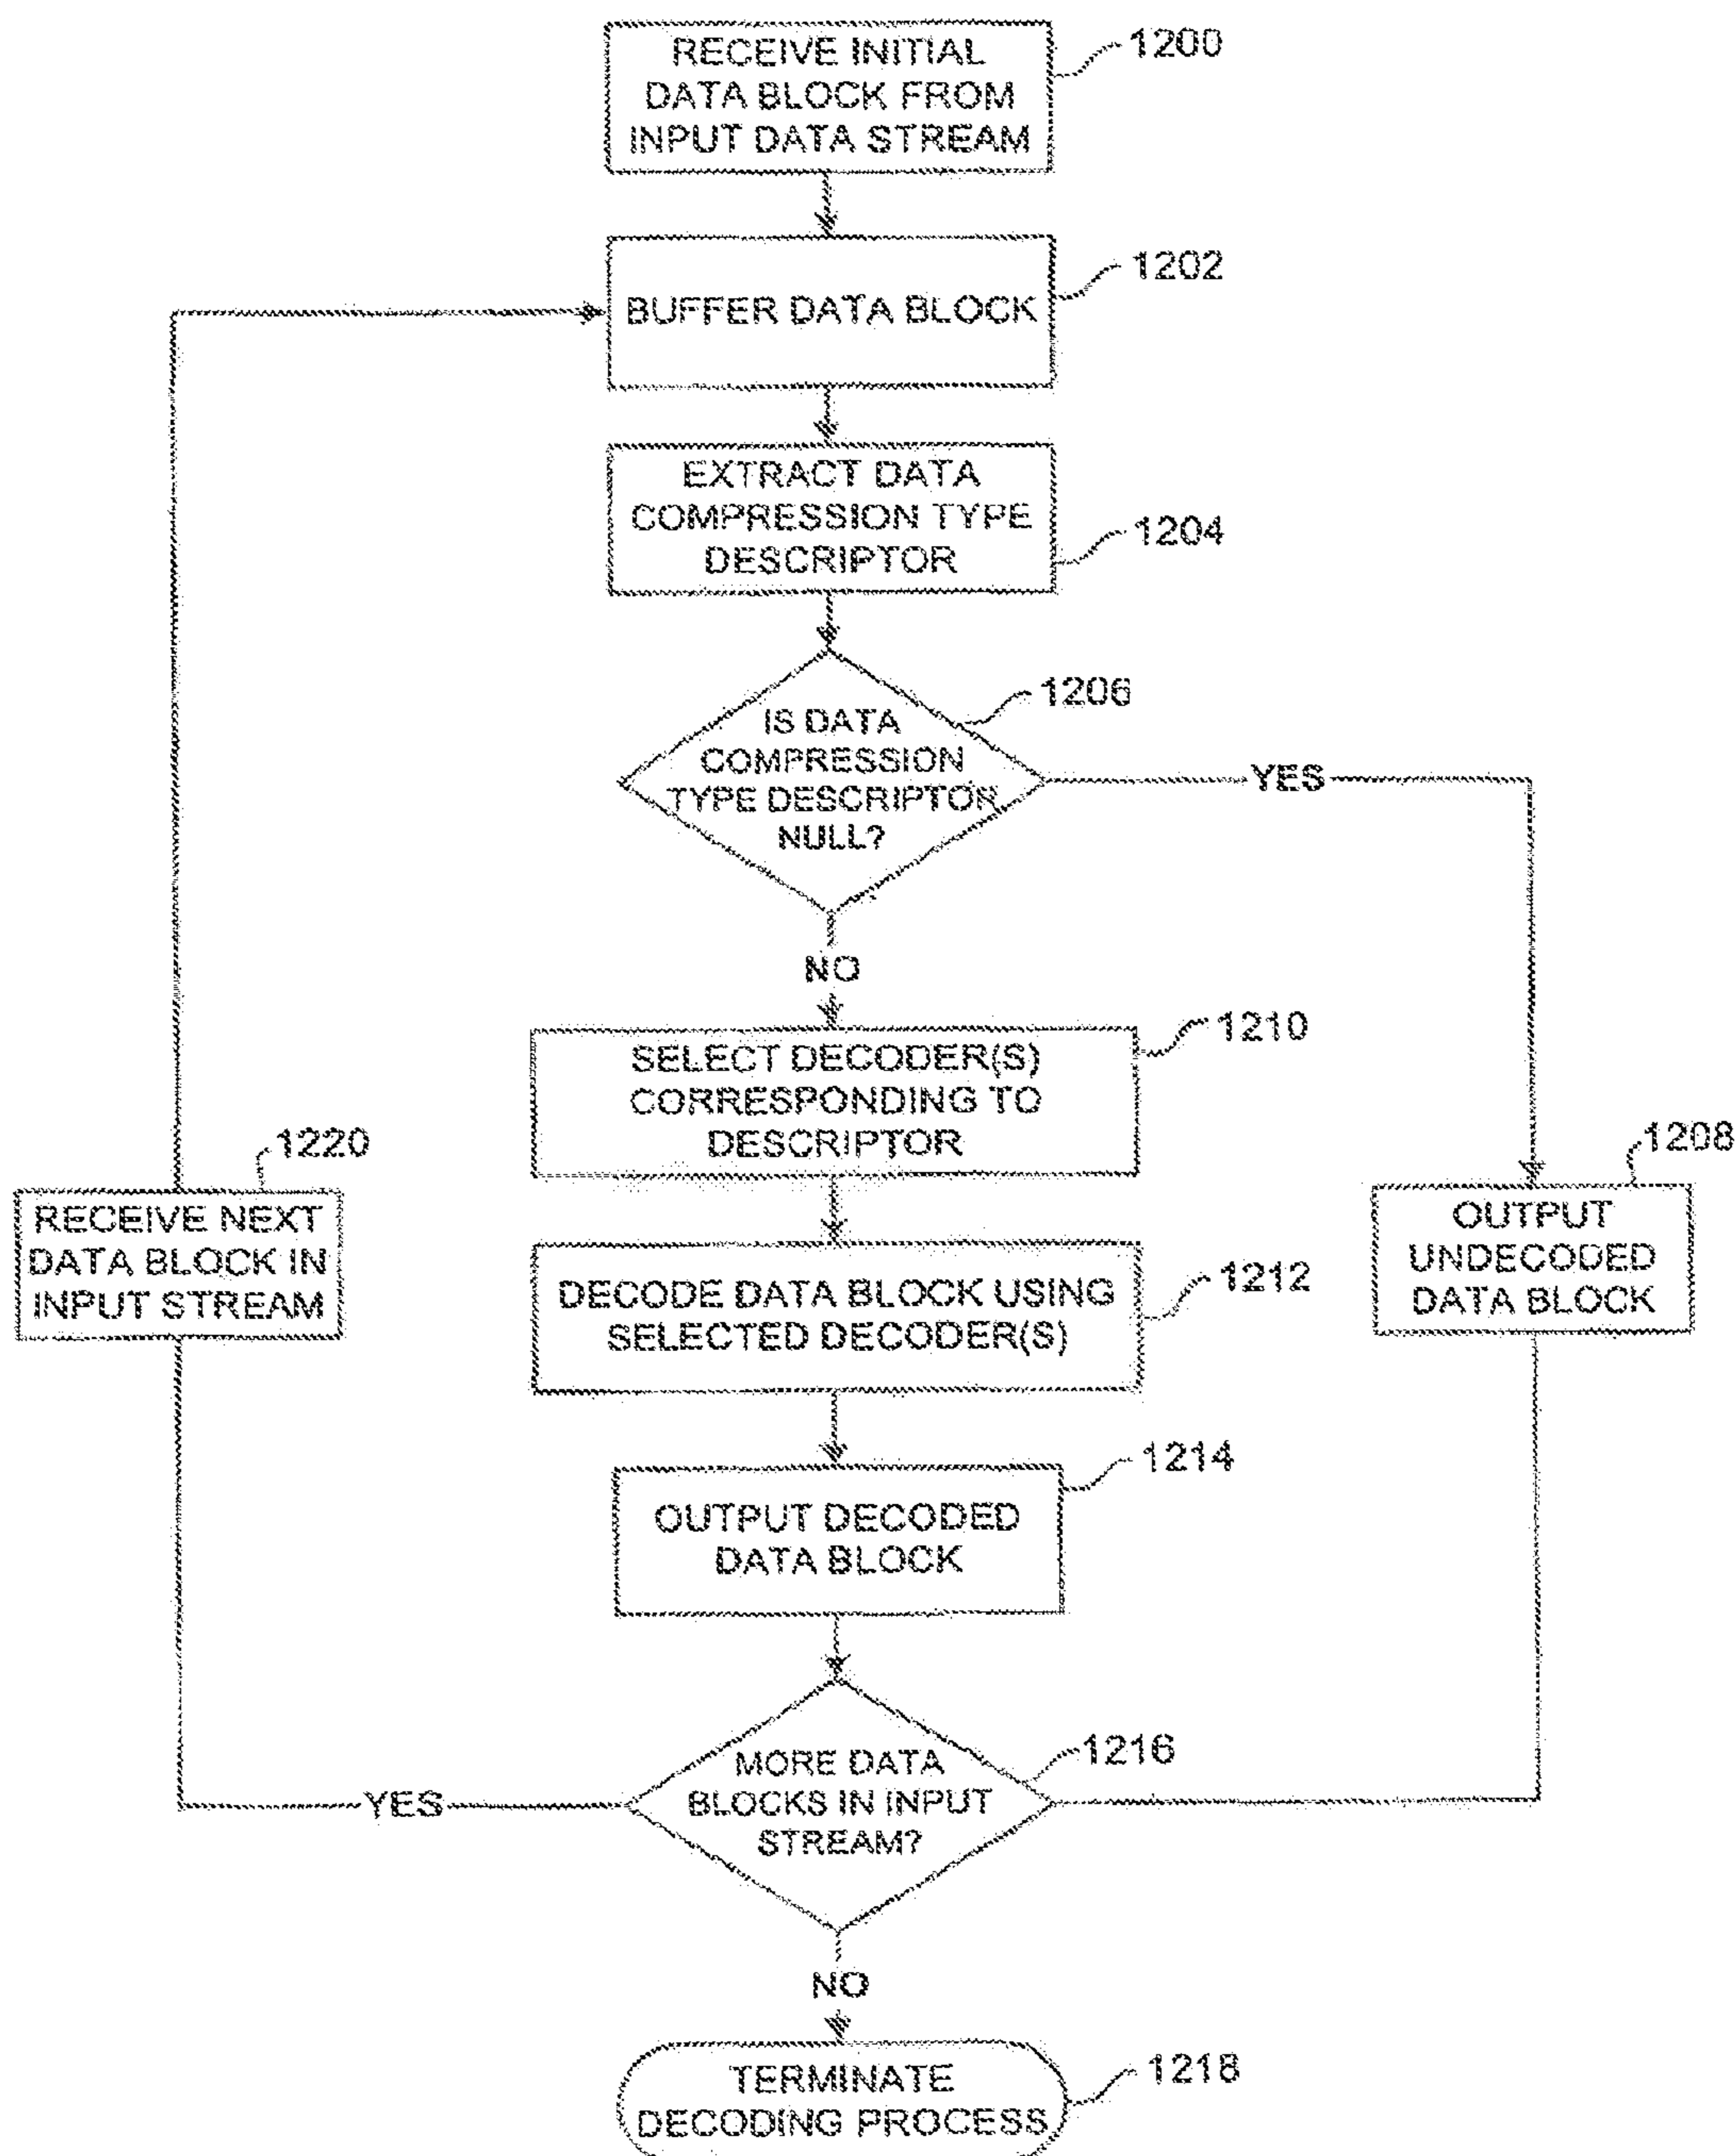 RECEIVE INITIAL
DATA BLOCK FROM
INPUT DATA STREAM
1200
BUFFER DATA BLOCK
1202
EXTRACT DATA
COMPRESSION TYPE
DESCRIPTOR
1204
IS DATA
COMPRESSION
TYPE DESCRIPTOR
NULL?
1206
YES
NO
SELECT DECODER(S)
CORRESPONDING TO
DESCRIPTOR
1210
1220
RECEIVE NEXT
DATA BLOCK IN
INPUT STREAM
1208
OUTPUT
UNDECODED
DATA BLOCK
DECODE DATA BLOCK USING
SELECTED DECODER(S)
1212
OUTPUT DECODED
DATA BLOCK
1214
MORE DATA
BLOCKS IN INPUT
STREAM?
1216
YES
NO
TERMINATE
DECODING PROCESS
1218